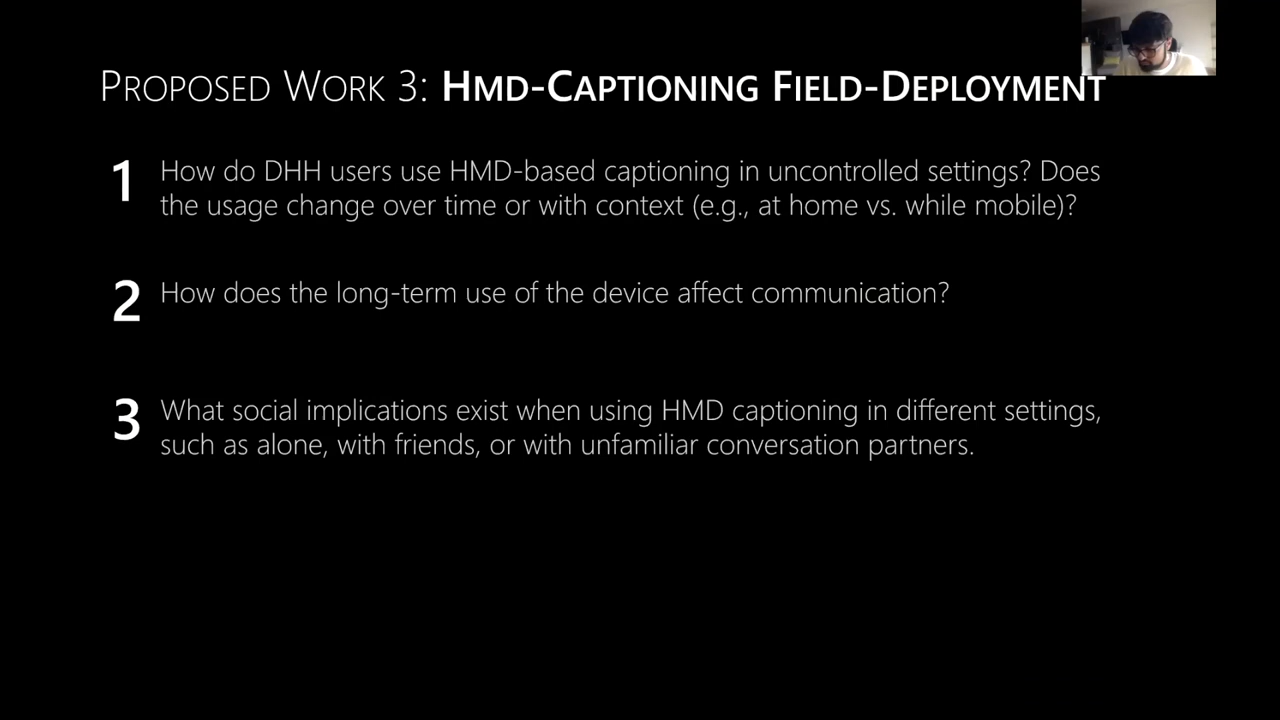 PROPOSED WORK 3: HMD-CAPTIONING FIELD-DEPLOYMENT
1 How do DHH users use HMD-based captioning in uncontrolled settings? Does
the usage change over time or with context (e.g., at home vs. while mobile)?
2 How does the long-term use of the device affect communication?
3 What social implications exist when using HMD captioning in different settings,
such as alone, with friends, or with unfamiliar conversation partners.